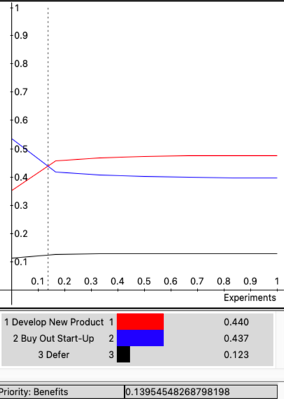 1
0.9
0.8
0.7
0.6
0.5
0.4
0.3
0.2
0.1
0.1 0.2 0.3 0.4 0.5 0.6 0.7 0.8 0.9 1
Experiments
1 Develop New Product 1 0.440
2 Buy Out Start-Up 2 0.437
3 Defer 3 0.123
Priority: Benefits 0.13954548268798198